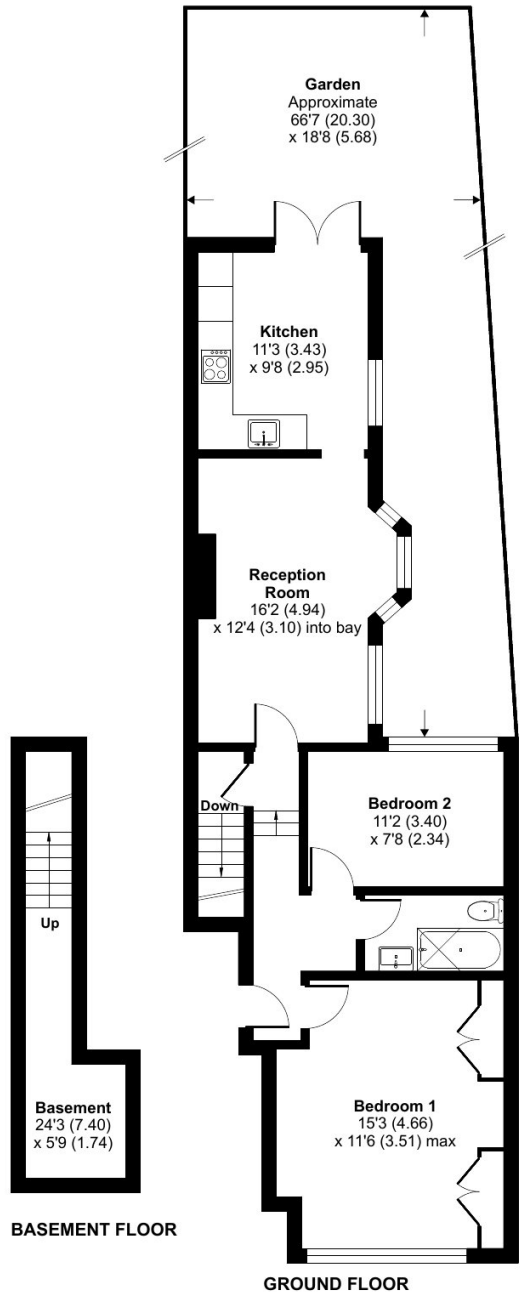 Garden
Approximate
66'7 (20.30)
x 18'8 (5.68)
Kitchen
11'3 (3.43)
x 9'8 (2.95)
Reception
Room
16'2 (4.94)
x 12'4 (3.10) into bay
Down
Bedroom 2
11'2 (3.40)
x 7'8 (2.34)
Up
Basement
24'3 (7.40)
x 5'9 (1.74)
Bedroom 1
15'3 (4.66)
x 11'6 (3.51) max
BASEMENT FLOOR
GROUND FLOOR